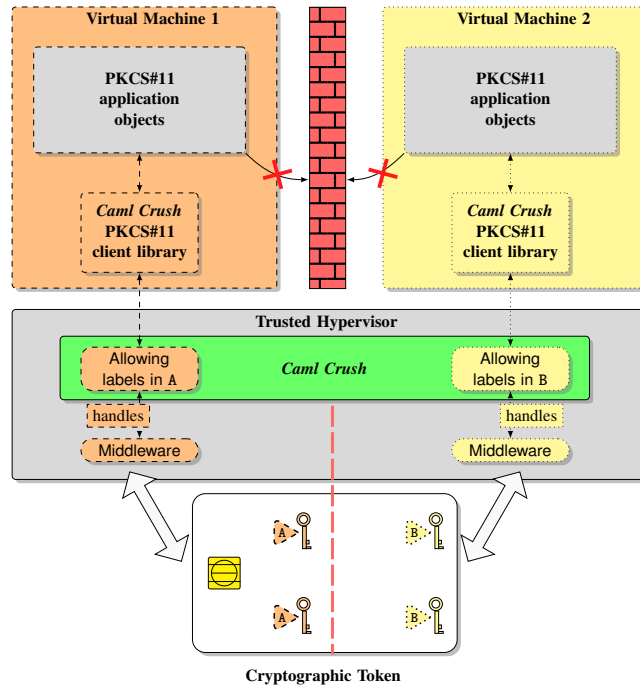 Virtual Machine 1
Virtual Machine 2
PKCS#11
application
objects
PKCS#11
application
objects
Caml Crush
PKCS#11
client library
Caml Crush
PKCS#11
client library
Trusted Hypervisor
Allowing
labels in A
Caml Crush
Allowing
labels in B
handles
handles
Middleware
Middleware
A
B
A
B
Cryptographic Token